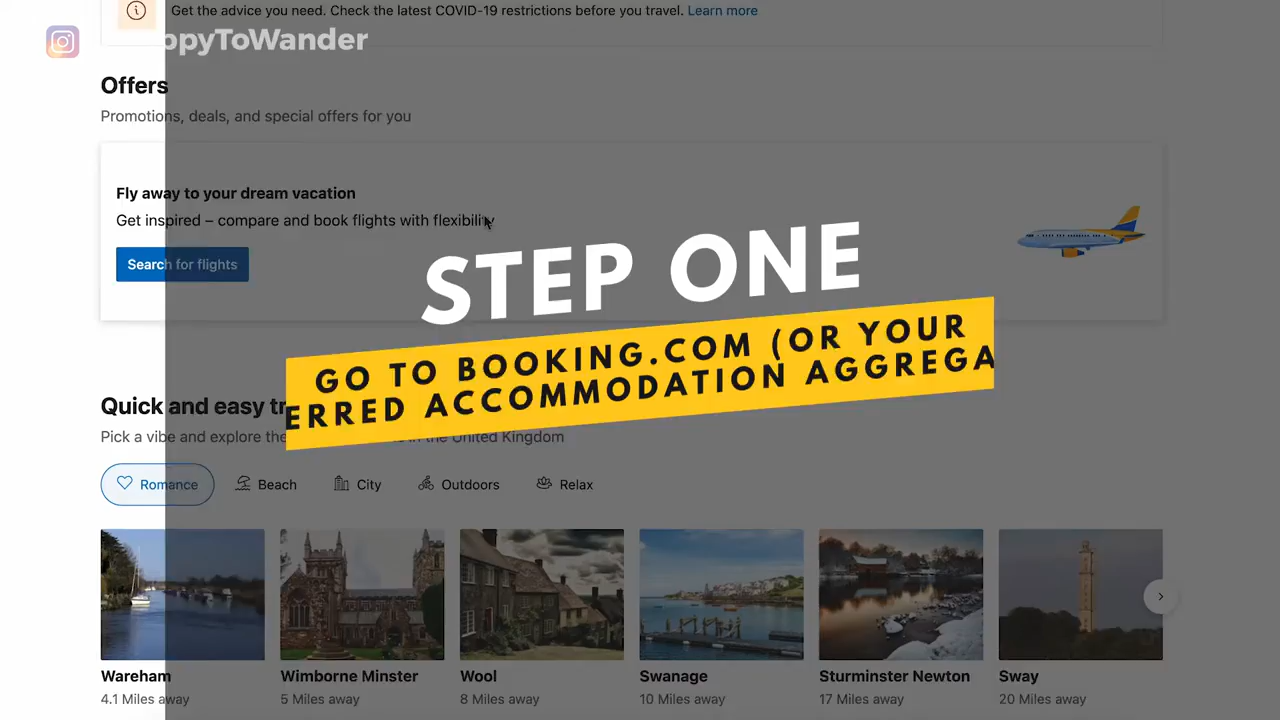 Get the advice you need. Check the latest COVID-19 restrictions before you travel. Learn more
ppyToWander
Offers
Promotions, deals, and special offers for you
Fly away to your dream vacation
Get inspired – compare and book flights with flexibility
Search for flights
STEP ONE
GO TO BOOKING.COM (OR YOUR
ERRED ACCOMMODATION AGGREGA
Quick and easy tr
Pick a vibe and explore the in the United Kingdom
Romance
Beach
City
Outdoors
Relax
Wareham
4.1 Miles away
Wimborne Minster
5 Miles away
Wool
8 Miles away
Swanage
10 Miles away
Sturminster Newton
17 Miles away
Sway
20 Miles away